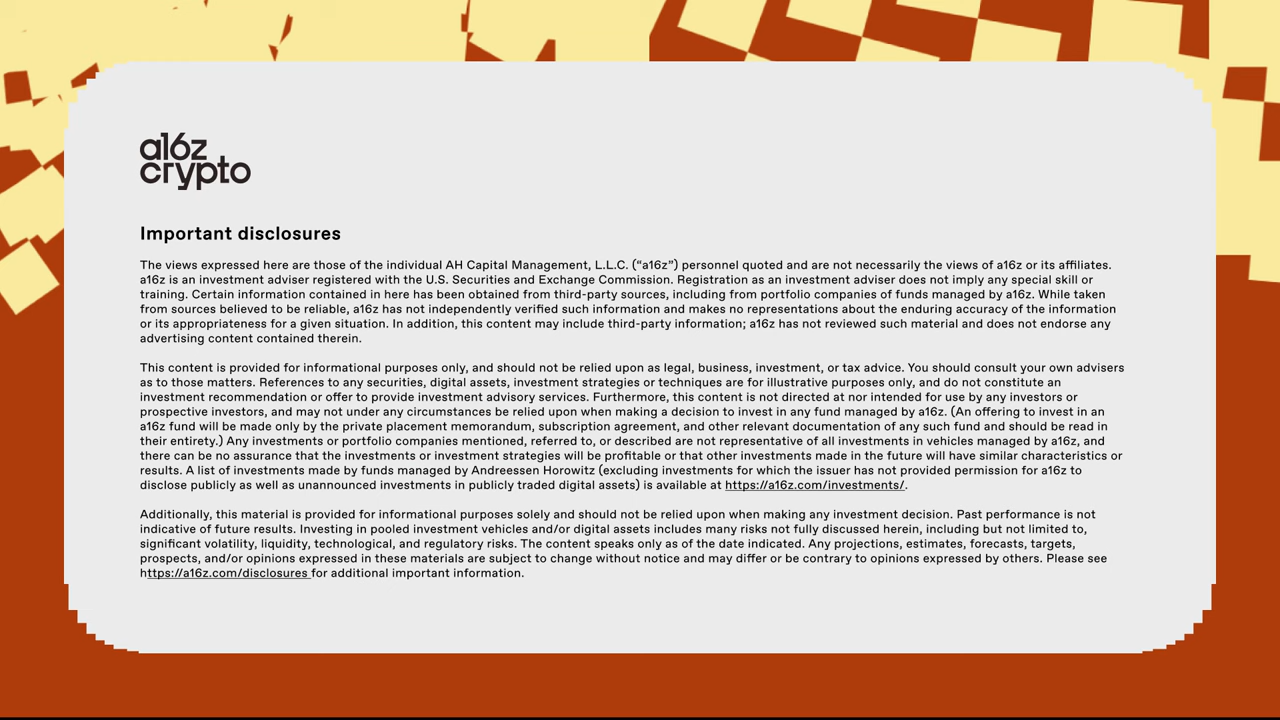 a16z
crypto
Important disclosures
The views expressed here are those of the individual AH Capital Management, L.L.C. (“a16z”) personnel quoted and are not necessarily the views of a16z or its affiliates.
a16z is an investment adviser registered with the U.S. Securities and Exchange Commission. Registration as an investment adviser does not imply any special skill or
training. Certain information contained in here has been obtained from third-party sources, including from portfolio companies of funds managed by a16z. While taken
from sources believed to be reliable, a16z has not independently verified such information and makes no representations about the enduring accuracy of the information
or its appropriateness for a given situation. In addition, this content may include third-party information; a16z has not reviewed such material and does not endorse any
advertising content contained therein.
This content is provided for informational purposes only, and should not be relied upon as legal, business, investment, or tax advice. You should consult your own advisers
as to those matters. References to any securities, digital assets, investment strategies or techniques are for illustrative purposes only, and do not constitute an
investment recommendation or offer to provide investment advisory services. Furthermore, this content is not directed at nor intended for use by any investors or
prospective investors, and may not under any circumstances be relied upon when making a decision to invest in any fund managed by a16z. (An offering to invest in an
a16z fund will be made only by the private placement memorandum, subscription agreement, and other relevant documentation of any such fund and should be read in
their entirety.) Any investments or portfolio companies mentioned, referred to, or described are not representative of all investments in vehicles managed by a16z, and
there can be no assurance that the investments or investment strategies will be profitable or that other investments made in the future will have similar characteristics or
results. A list of investments made by funds managed by Andreessen Horowitz (excluding investments for which the issuer has not provided permission for a16z to
disclose publicly as well as unannounced investments in publicly traded digital assets) is available at https://a16z.com/investments/.
Additionally, this material is provided for informational purposes solely and should not be relied upon when making any investment decision. Past performance is not
indicative of future results. Investing in pooled investment vehicles and/or digital assets includes many risks not fully discussed herein, including but not limited to,
significant volatility, liquidity, technological, and regulatory risks. The content speaks only as of the date indicated. Any projections, estimates, forecasts, targets,
prospects, and/or opinions expressed in these materials are subject to change without notice and may differ or be contrary to opinions expressed by others. Please see
https://a16z.com/disclosures for additional important information.